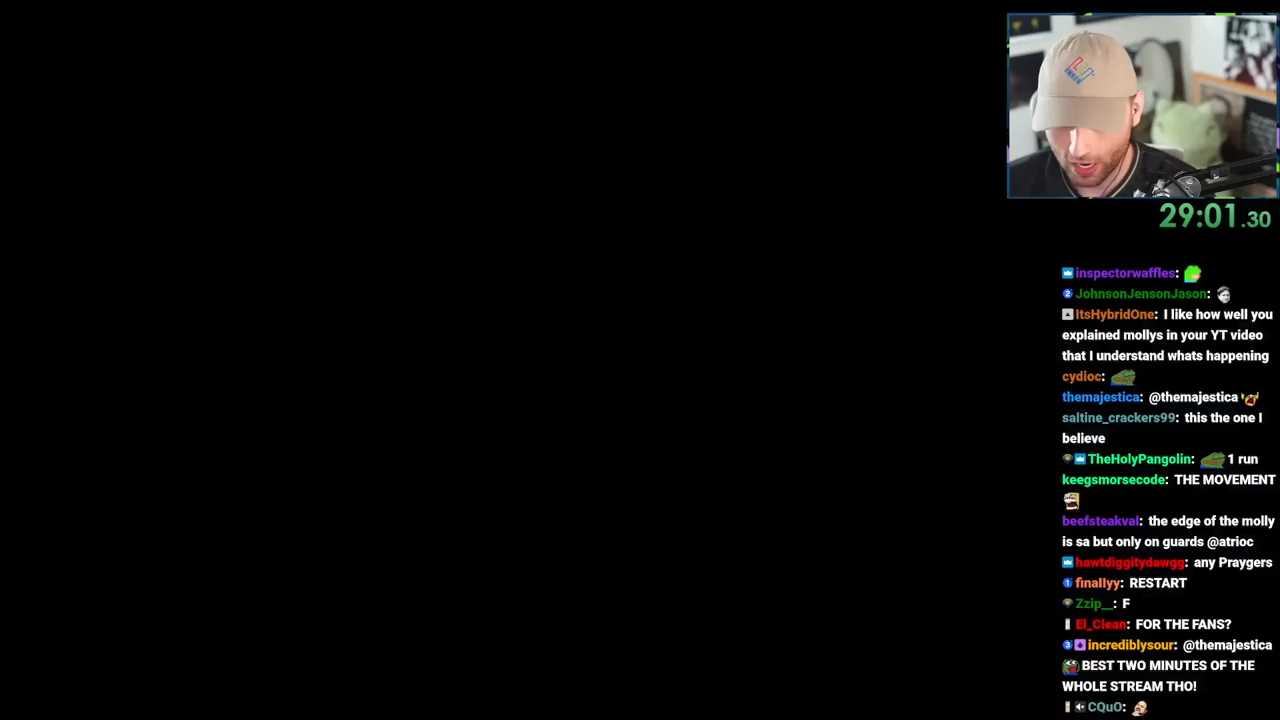 29:01.30
inspectorwaffles:
JohnsonJensonJason:
ItsHybridOne: I like how well you
explained mollys in your YT video
that I understand whats happening
cydioc:
themajestica: @themajestica
saltine_crackers99: this the one I
believe
TheHolyPangolin: 1 run
keegsmorsecode: THE MOVEMENT
beefsteakval: the edge of the molly
is sa but only on guards @atrioc
hawtdiggitydawgg: any Praygers
finallyy: RESTART
Zzip__: F
El_Clean: FOR THE FANS?
incrediblysour: @themajestica
BEST TWO MINUTES OF THE
WHOLE STREAM THO!
CQuO: